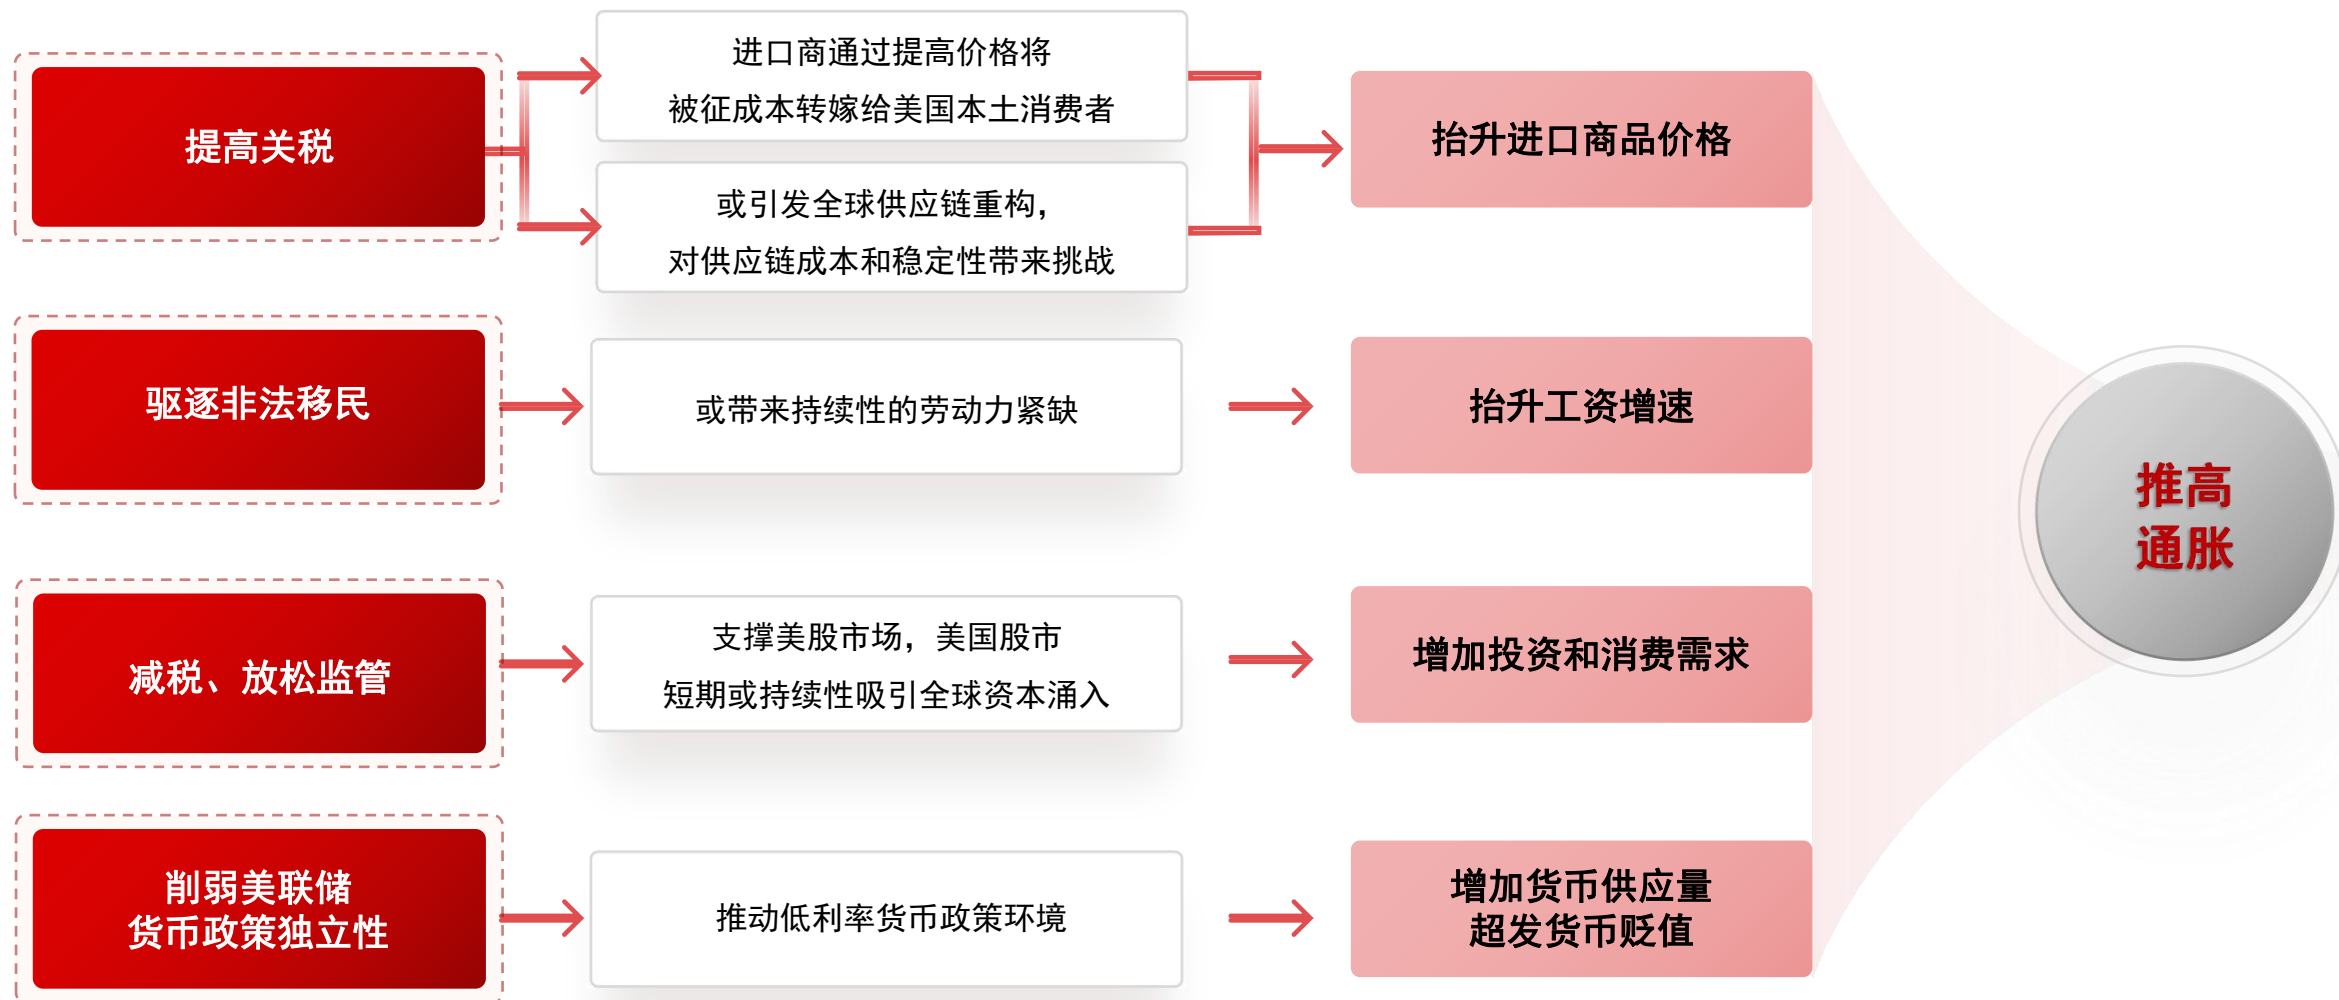 提高关税
进口商通过提高价格将
被征成本转嫁给美国本土消费者
或引发全球供应链重构，
对供应链成本和稳定性带来挑战
抬升进口商品价格
驱逐非法移民
或带来持续性的劳动力紧缺
抬升工资增速
减税、放松监管
支撑美股市场，美国股市
短期或持续性吸引全球资本涌入
增加投资和消费需求
削弱美联储
货币政策独立性
推动低利率货币政策环境
增加货币供应量
超发货币贬值
推高
通胀